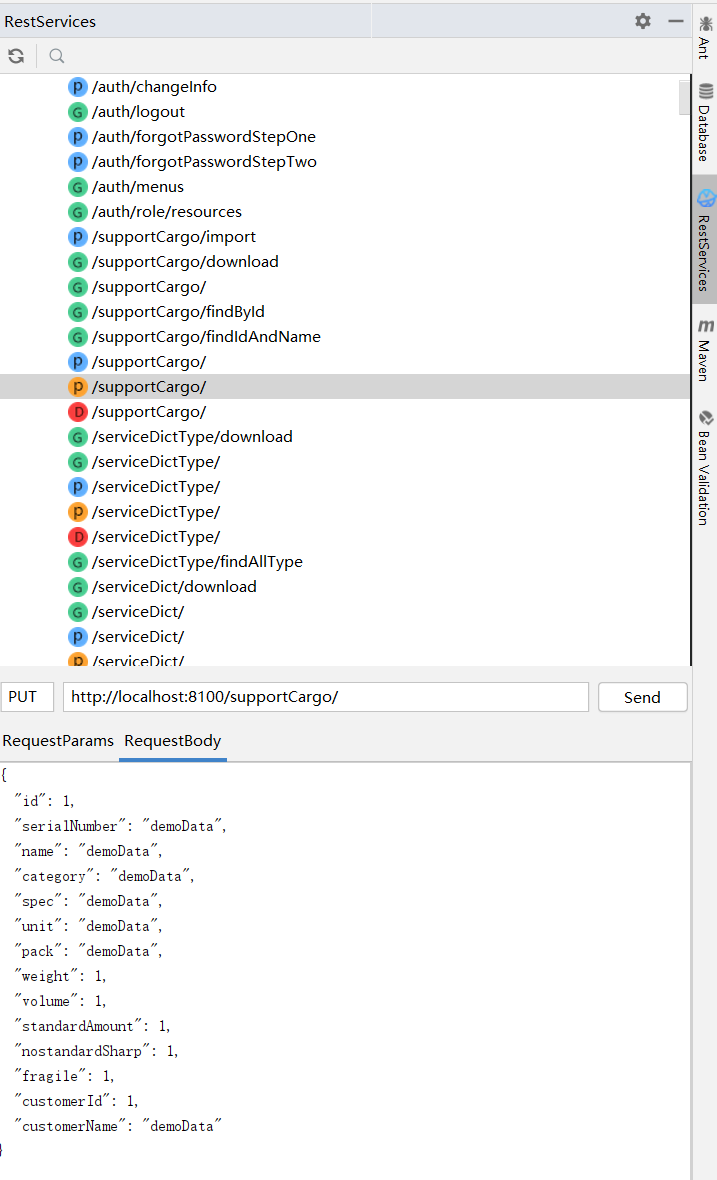 RestServices
P /auth/changeInfo
G /auth/logout
P /auth/forgotPasswordStepOne
P /auth/forgotPasswordStepTwo
G /auth/menus
G /auth/role/resources
P /supportCargo/import
G /supportCargo/download
G /supportCargo/
G /supportCargo/findById
G /supportCargo/findIdAndName
P /supportCargo/
P /supportCargo/
D /supportCargo/
G /serviceDictType/download
G /serviceDictType/
P /serviceDictType/
P /serviceDictType/
D /serviceDictType/
G /serviceDictType/findAllType
G /serviceDict/download
G /serviceDict/
P /serviceDict/
P /serviceDict/
PUT http://localhost:8100/supportCargo/ Send
RequestParams RequestBody
{
"id": 1,
"serialNumber": "demoData",
"name": "demoData",
"category": "demoData",
"spec": "demoData",
"unit": "demoData",
"pack": "demoData",
"weight": 1,
"volume": 1,
"standardAmount": 1,
"nostandardSharp": 1,
"fragile": 1,
"customerId": 1,
"customerName": "demoData"
}
Ant
Database
RestServices
m Maven
Bean Validation